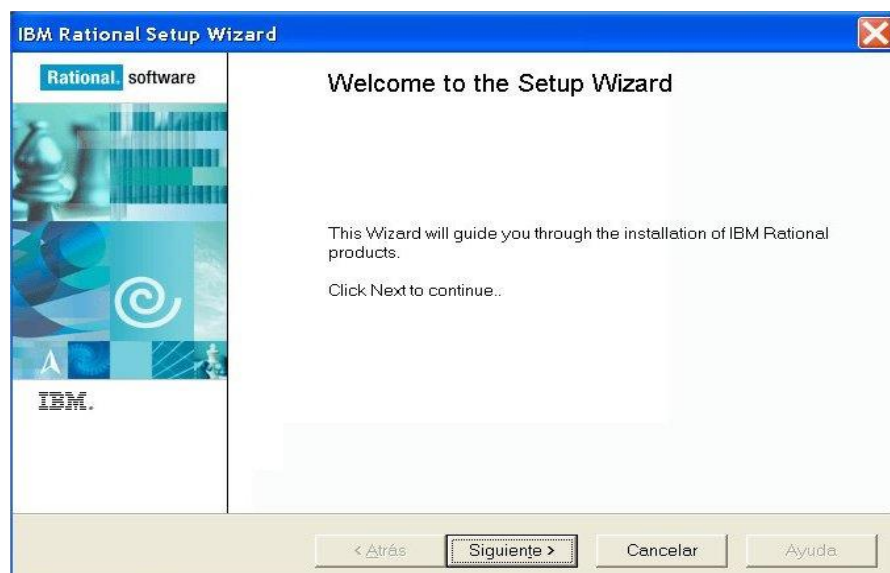 IBM Rational Setup Wizard
Rational. software
Welcome to the Setup Wizard
This Wizard will guide you through the installation of IBM Rational
products.
Click Next to continue..
IBM.
< Atrás
Siguiente >
Cancelar
Ayuda